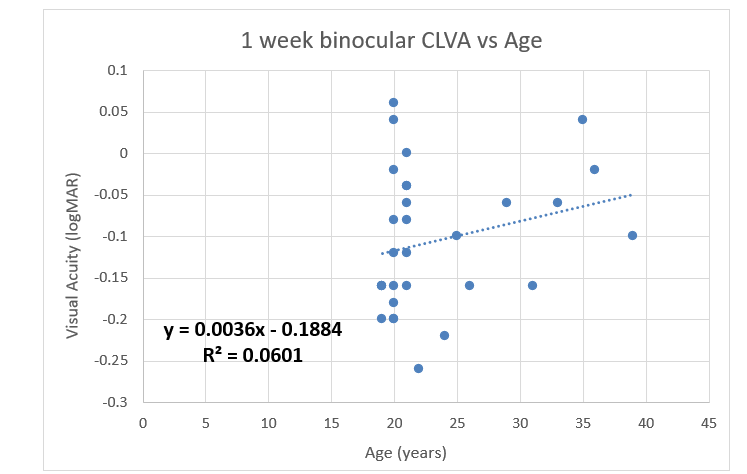 1 week binocular CLVA vs Age
0.1
0.05
0
-0.05
-0.1
-0.15
-0.2
-0.25
-0.3
Visual Acuity (logMAR)
y = 0.0036x - 0.1884
R² = 0.0601
0 5 10 15 20 25 30 35 40 45
Age (years)